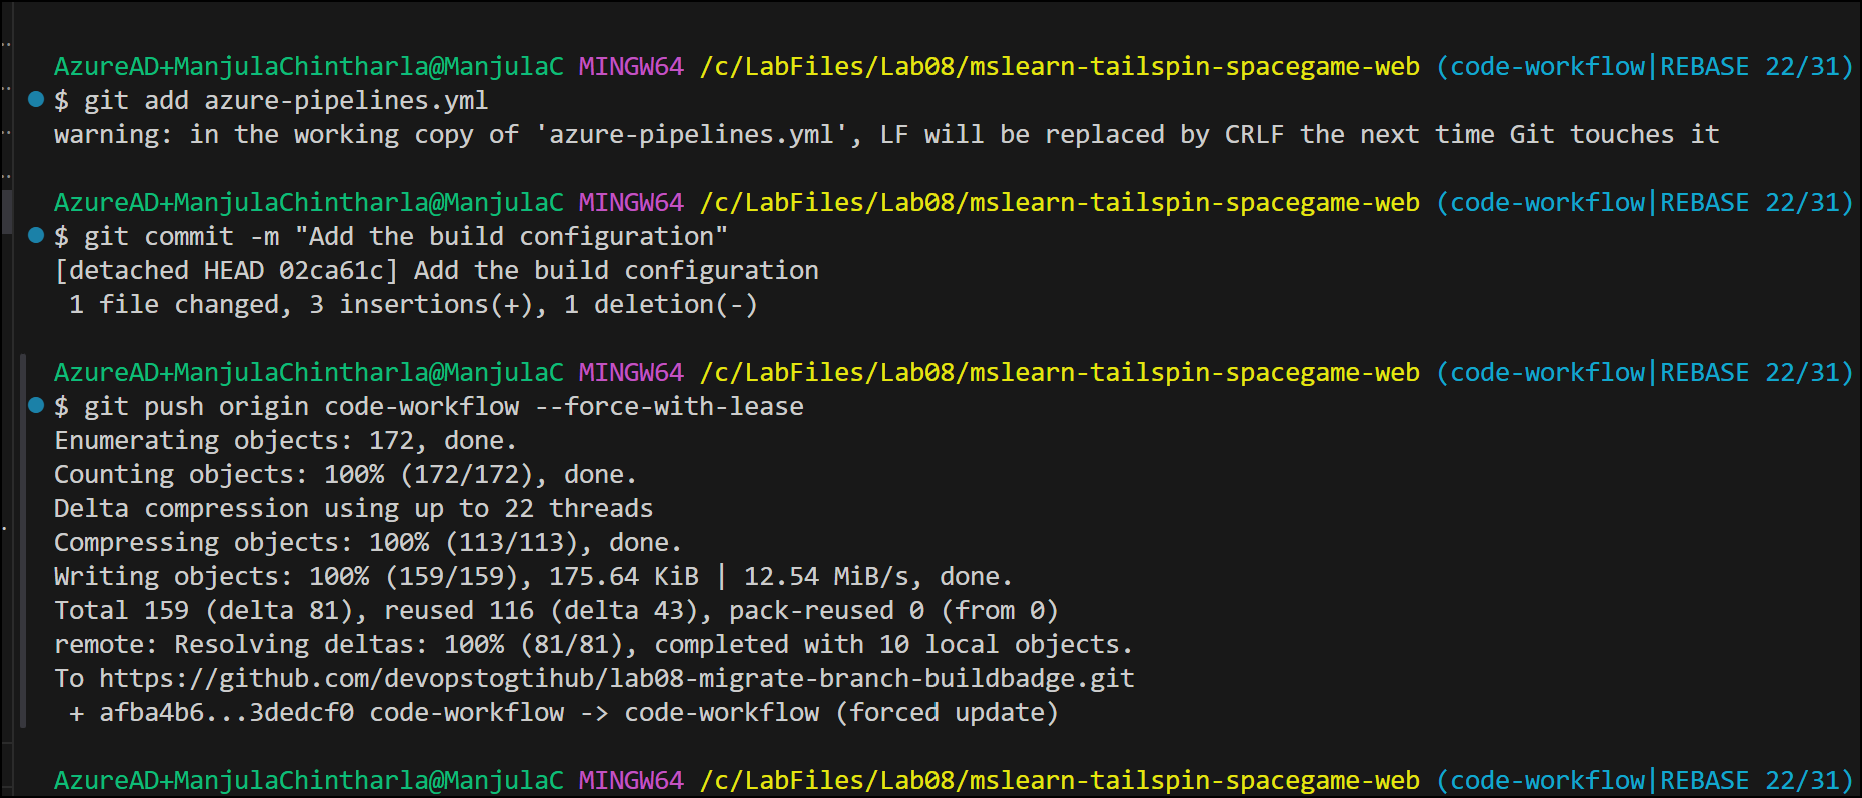 AzureAD+ManjulaChintharla@ManjulaC MINGW64 /c/LabFiles/Lab08/mslearn-tailspin-spacegame-web (code-workflow|REBASE 22/31)
$ git add azure-pipelines.yml
warning: in the working copy of 'azure-pipelines.yml', LF will be replaced by CRLF the next time Git touches it
AzureAD+ManjulaChintharla@ManjulaC MINGW64 /c/LabFiles/Lab08/mslearn-tailspin-spacegame-web (code-workflow|REBASE 22/31)
$ git commit -m "Add the build configuration"
[detached HEAD 02ca61c] Add the build configuration
 1 file changed, 3 insertions(+), 1 deletion(-)
AzureAD+ManjulaChintharla@ManjulaC MINGW64 /c/LabFiles/Lab08/mslearn-tailspin-spacegame-web (code-workflow|REBASE 22/31)
$ git push origin code-workflow --force-with-lease
Enumerating objects: 172, done.
Counting objects: 100% (172/172), done.
Delta compression using up to 22 threads
Compressing objects: 100% (113/113), done.
Writing objects: 100% (159/159), 175.64 KiB | 12.54 MiB/s, done.
Total 159 (delta 81), reused 116 (delta 43), pack-reused 0 (from 0)
remote: Resolving deltas: 100% (81/81), completed with 10 local objects.
To https://github.com/devopstogtihub/lab08-migrate-branch-buildbadge.git
 + afba4b6...3dedcf0 code-workflow -> code-workflow (forced update)
AzureAD+ManjulaChintharla@ManjulaC MINGW64 /c/LabFiles/Lab08/mslearn-tailspin-spacegame-web (code-workflow|REBASE 22/31)